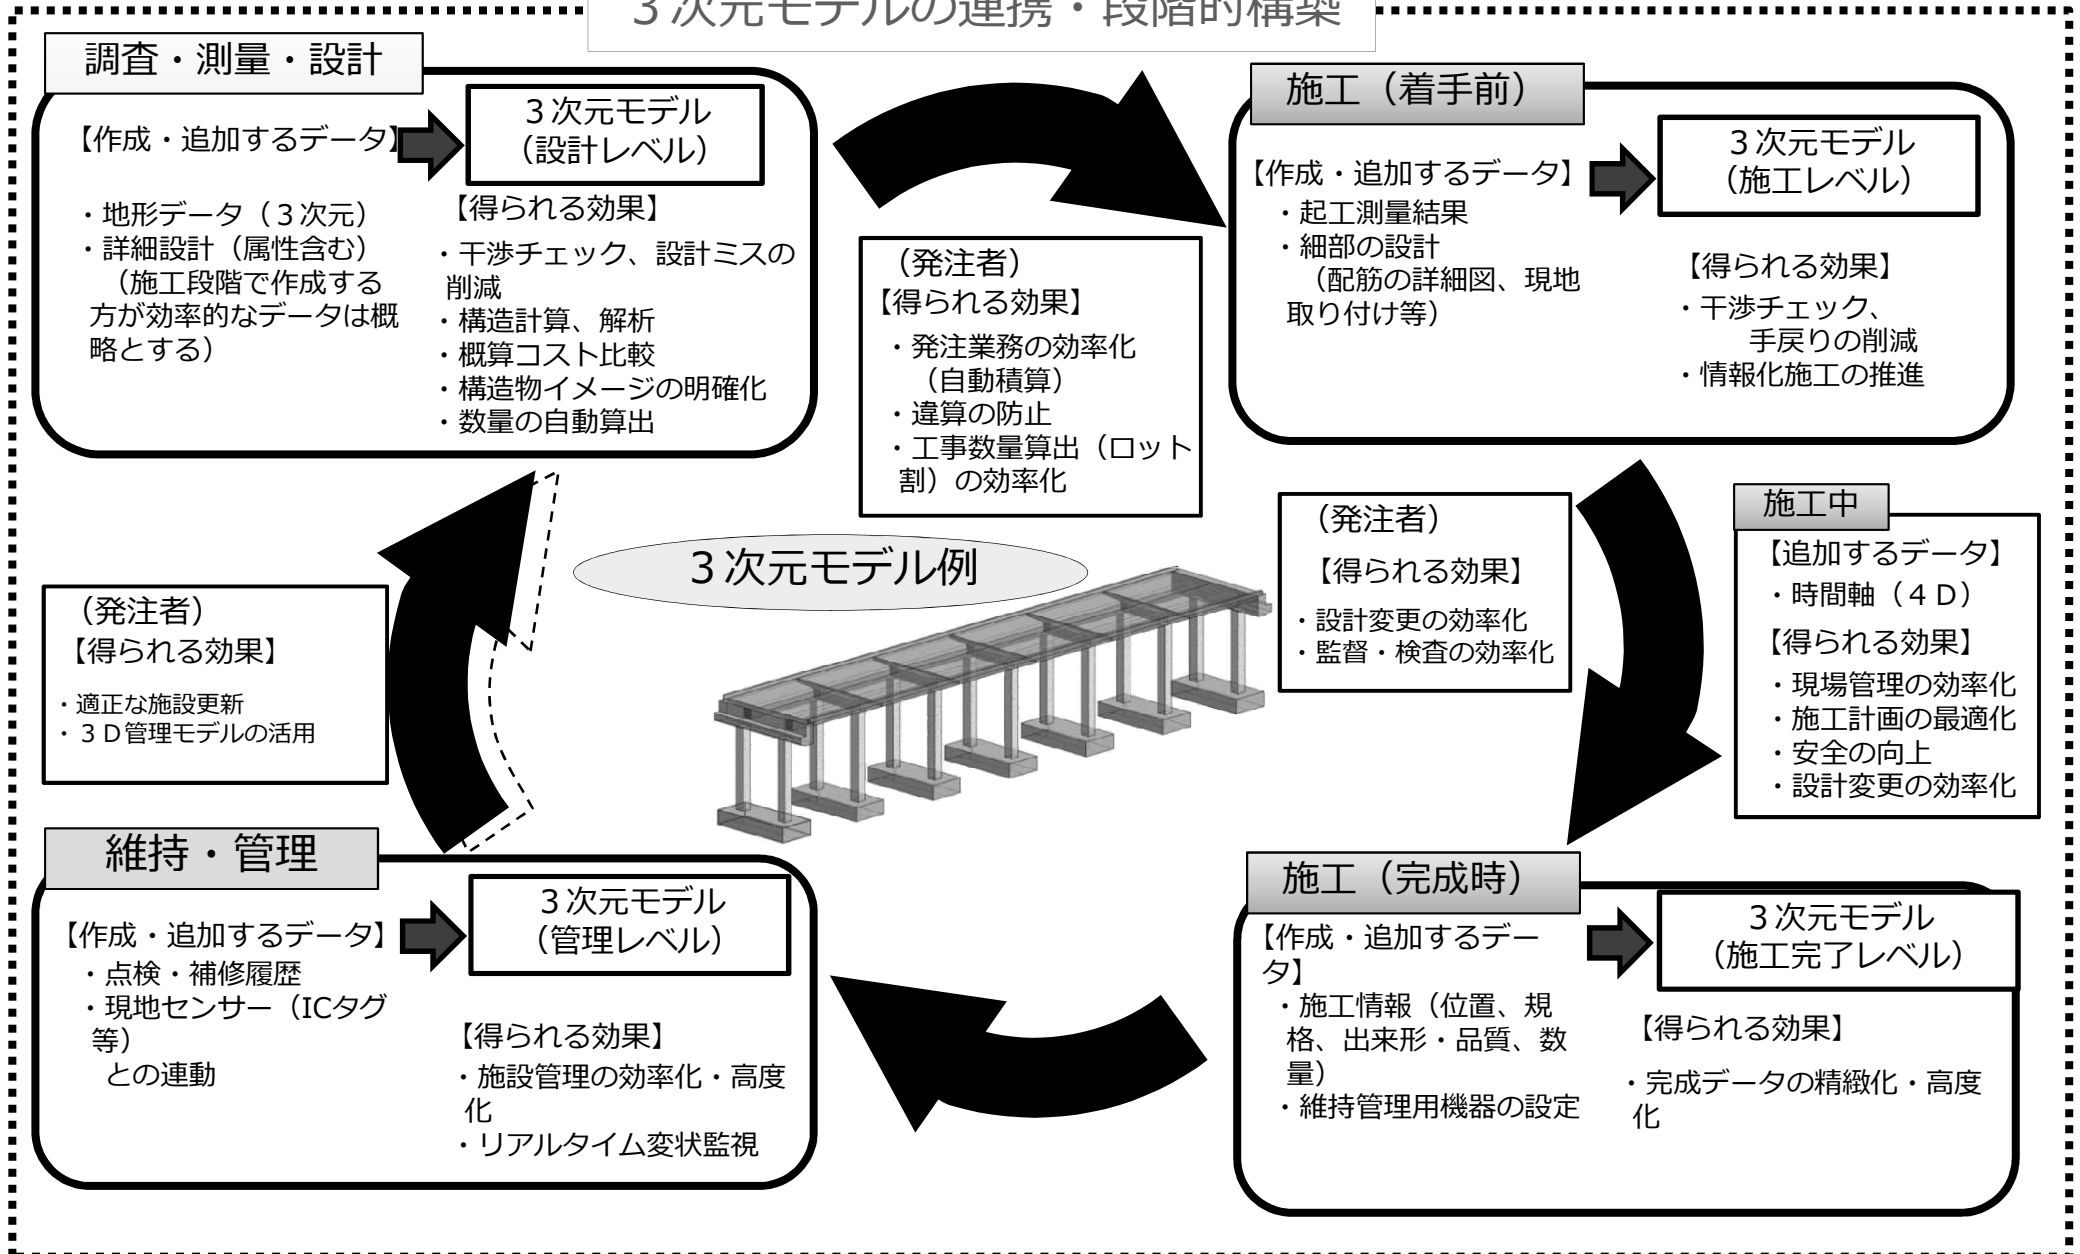 ３次元モデルの連携・段階的構築
調査・測量・設計
【作成・追加するデータ】
・地形データ（３次元）
・詳細設計（属性含む）
（施工段階で作成する
方が効率的なデータは概
略とする）
３次元モデル
（設計レベル）
【得られる効果】
・干渉チェック、設計ミスの
削減
・構造計算、解析
・概算コスト比較
・構造物イメージの明確化
・数量の自動算出
（発注者）
【得られる効果】
・発注業務の効率化
（自動積算）
・違算の防止
・工事数量算出（ロット
割）の効率化
施工（着手前）
【作成・追加するデータ】
・起工測量結果
・細部の設計
（配筋の詳細図、現地
取り付け等）
３次元モデル
（施工レベル）
【得られる効果】
・干渉チェック、
手戻りの削減
・情報化施工の推進
（発注者）
【得られる効果】
・設計変更の効率化
・監督・検査の効率化
施工中
【追加するデータ】
・時間軸（４Ｄ）
【得られる効果】
・現場管理の効率化
・施工計画の最適化
・安全の向上
・設計変更の効率化
３次元モデル例
（発注者）
【得られる効果】
・適正な施設更新
・３Ｄ管理モデルの活用
維持・管理
【作成・追加するデータ】
・点検・補修履歴
・現地センサー（ICタグ
等）
との連動
３次元モデル
（管理レベル）
【得られる効果】
・施設管理の効率化・高度
化
・リアルタイム変状監視
施工（完成時）
【作成・追加するデー
タ】
・施工情報（位置、規
格、出来形・品質、数
量）
・維持管理用機器の設定
３次元モデル
（施工完了レベル）
【得られる効果】
・完成データの精緻化・高度
化